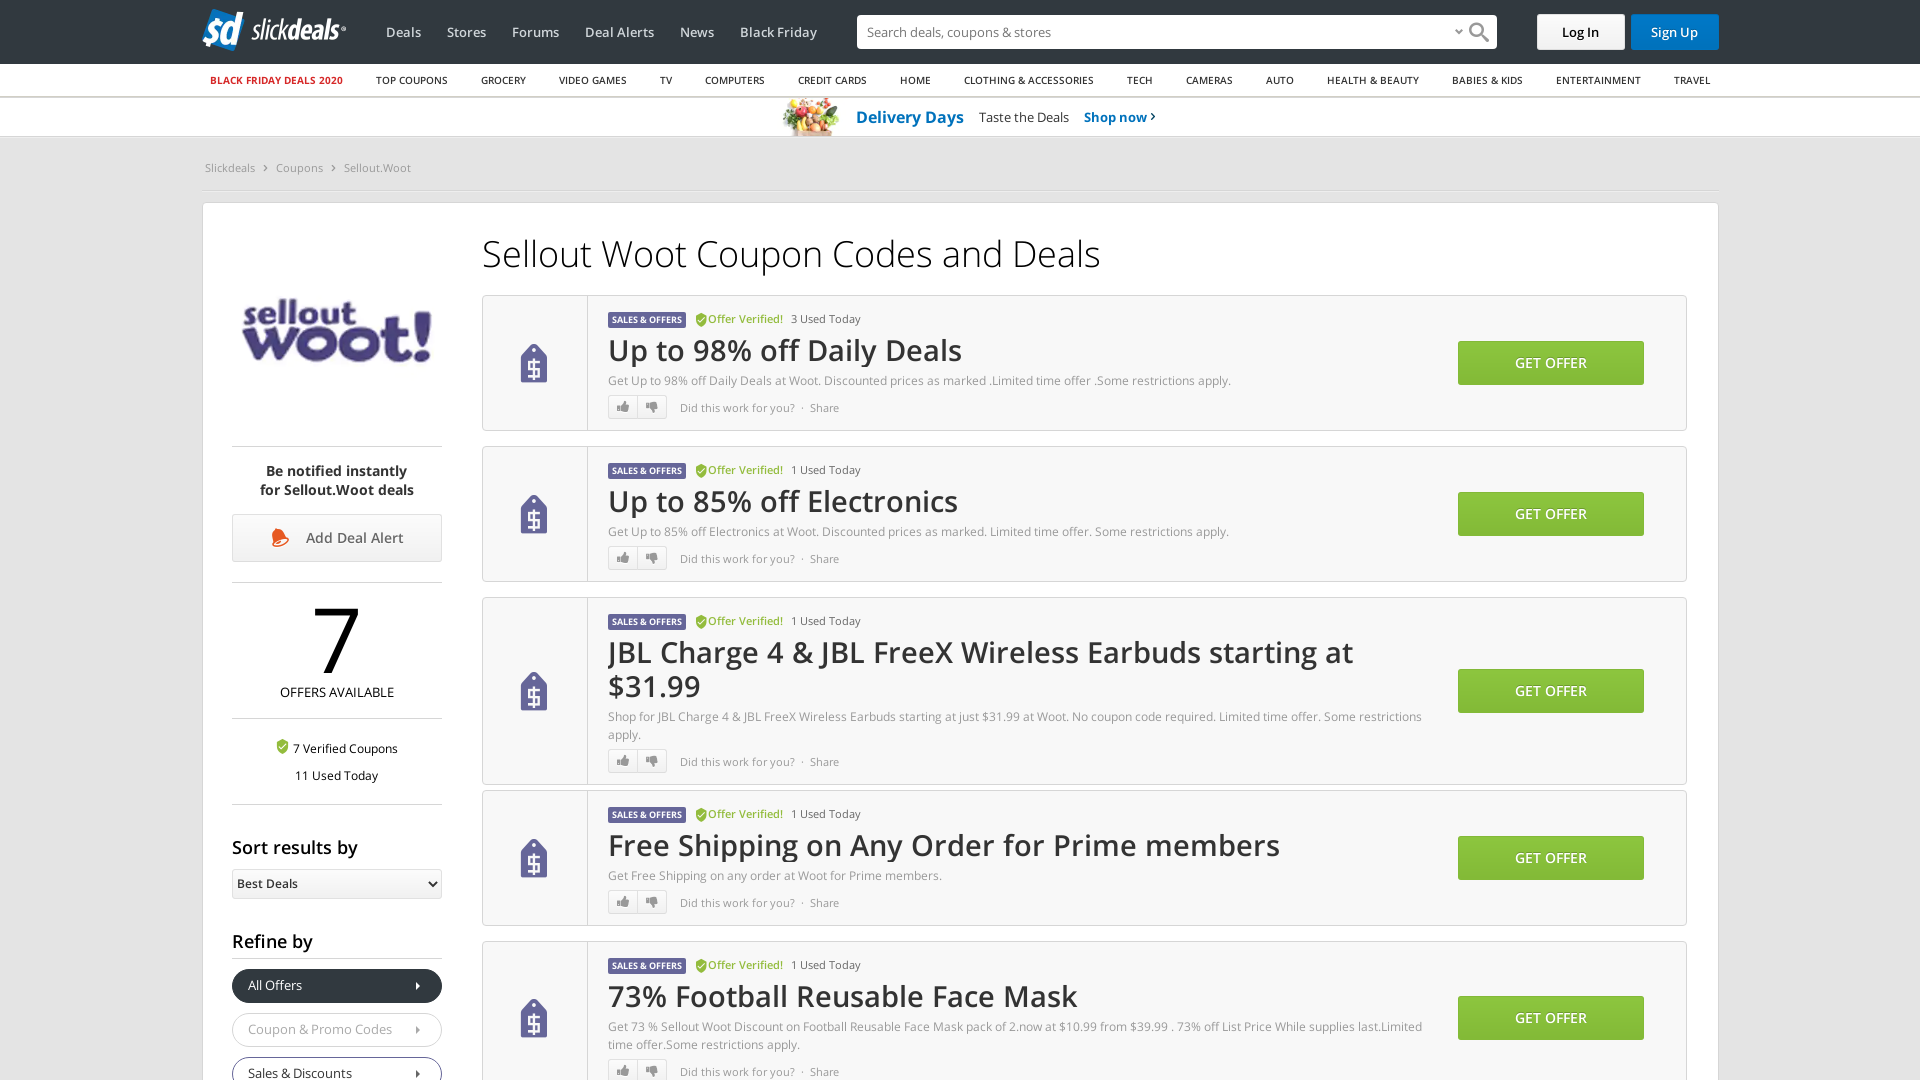 sd slickdeals
Deals
Stores
Forums
Deal Alerts
News
Black Friday
Search deals, coupons & stores
Log In
Sign Up
BLACK FRIDAY DEALS 2020
TOP COUPONS
GROCERY
VIDEO GAMES
TV
COMPUTERS
CREDIT CARDS
HOME
CLOTHING & ACCESSORIES
TECH
CAMERAS
AUTO
HEALTH & BEAUTY
BABIES & KIDS
ENTERTAINMENT
TRAVEL
Delivery Days Taste the Deals Shop now
Slickdeals > Coupons > Sellout.Woot
sellout
woot!
Be notified instantly
for Sellout.Woot deals
Add Deal Alert
7
OFFERS AVAILABLE
7 Verified Coupons
11 Used Today
Sort results by
Best Deals
Refine by
All Offers
Coupon & Promo Codes
Sales & Discounts
Sellout Woot Coupon Codes and Deals
SALES & OFFERS Offer Verified! 3 Used Today
Up to 98% off Daily Deals
Get Up to 98% off Daily Deals at Woot. Discounted prices as marked .Limited time offer .Some restrictions apply.
Did this work for you? · Share
GET OFFER
SALES & OFFERS Offer Verified! 1 Used Today
Up to 85% off Electronics
Get Up to 85% off Electronics at Woot. Discounted prices as marked. Limited time offer. Some restrictions apply.
Did this work for you? · Share
GET OFFER
SALES & OFFERS Offer Verified! 1 Used Today
JBL Charge 4 & JBL FreeX Wireless Earbuds starting at
$31.99
Shop for JBL Charge 4 & JBL FreeX Wireless Earbuds starting at just $31.99 at Woot. No coupon code required. Limited time offer. Some restrictions
apply.
Did this work for you? · Share
GET OFFER
SALES & OFFERS Offer Verified! 1 Used Today
Free Shipping on Any Order for Prime members
Get Free Shipping on any order at Woot for Prime members.
Did this work for you? · Share
GET OFFER
SALES & OFFERS Offer Verified! 1 Used Today
73% Football Reusable Face Mask
Get 73 % Sellout Woot Discount on Football Reusable Face Mask pack of 2.now at $10.99 from $39.99 . 73% off List Price While supplies last.Limited
time offer.Some restrictions apply.
Did this work for you? · Share
GET OFFER